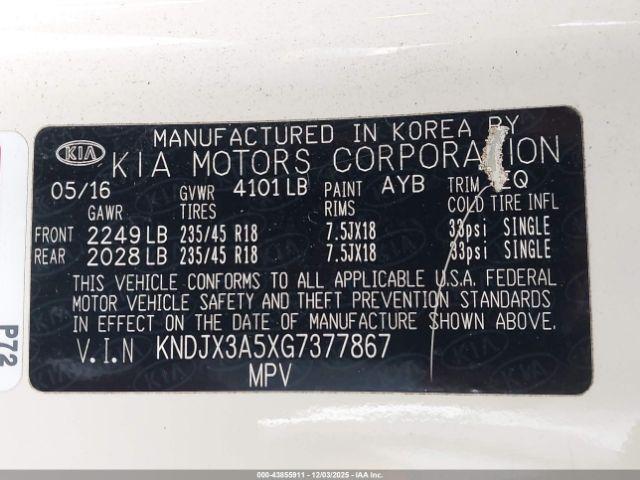 MANUFACTURED IN KOREA BY
KIA KIA MOTORS CORPORATION
05/16 GVWR 4101 LB PAINT AYB TRIM
GAWR TIRES RIMS COLD TIRE INFL
FRONT 2249 LB 235/45 R18 7.5JX18 33psi SINGLE
REAR 2028 LB 235/45 R18 7.5JX18 33psi SINGLE
THIS VEHICLE CONFORMS TO ALL APPLICABLE U.S.A. FEDERAL
MOTOR VEHICLE SAFETY AND THEFT PREVENTION STANDARDS
IN EFFECT ON THE DATE OF MANUFACTURE SHOWN ABOVE.
V.I.N KNDJX3A5XG7377867
MPV
P72
000-43855911 - 12/03/2025 - IAA Inc.